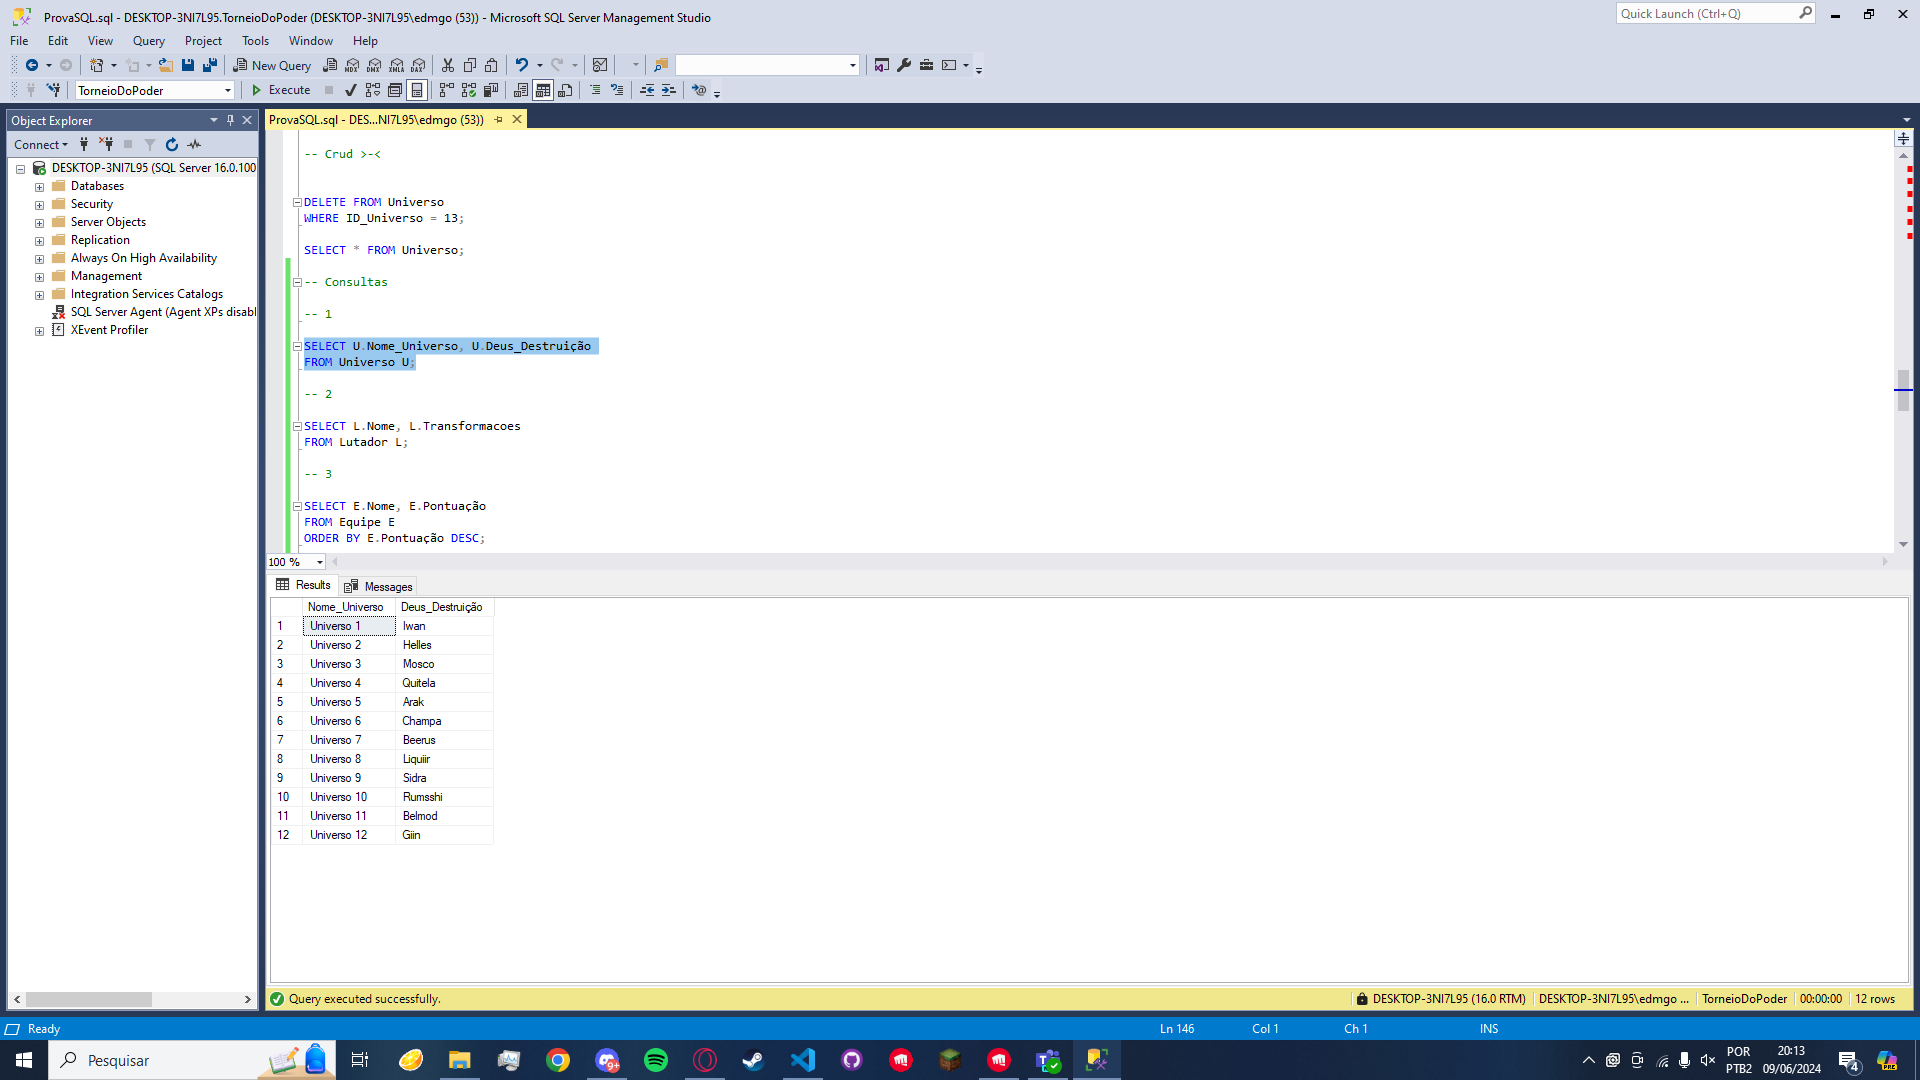 ProvaSQL.sql - DESKTOP-3NI7L95.TorneioDoPoder (DESKTOP-3NI7L95\edmgo (53)) - Microsoft SQL Server Management Studio
Quick Launch (Ctrl+Q)
File Edit View Query Project Tools Window Help
New Query MDX DMX XMLA DAX
TorneioDoPoder Execute
Object Explorer
ProvaSQL.sql - DES...NI7L95\edmgo (53))
Connect
DESKTOP-3NI7L95 (SQL Server 16.0.100
Databases
Security
Server Objects
Replication
Always On High Availability
Management
Integration Services Catalogs
SQL Server Agent (Agent XPs disabl
XEvent Profiler
-- Crud >-<
DELETE FROM Universo
WHERE ID_Universo = 13;
SELECT * FROM Universo;
-- Consultas
-- 1
SELECT U.Nome_Universo, U.Deus_Destruição
FROM Universo U;
-- 2
SELECT L.Nome, L.Transformacoes
FROM Lutador L;
-- 3
SELECT E.Nome, E.Pontuação
FROM Equipe E
ORDER BY E.Pontuação DESC;
100 %
Results Messages
Nome_Universo Deus_Destruição
1 Universo 1 Iwan
2 Universo 2 Helles
3 Universo 3 Mosco
4 Universo 4 Quitela
5 Universo 5 Arak
6 Universo 6 Champa
7 Universo 7 Beerus
8 Universo 8 Liquiir
9 Universo 9 Sidra
10 Universo 10 Rumsshi
11 Universo 11 Belmod
12 Universo 12 Giin
Query executed successfully. DESKTOP-3NI7L95 (16.0 RTM) DESKTOP-3NI7L95\edmgo ... TorneioDoPoder 00:00:00 12 rows
Ready Ln 146 Col 1 Ch 1 INS
Pesquisar 9+ POR 20:13 4
PTB2 09/06/2024 PRE